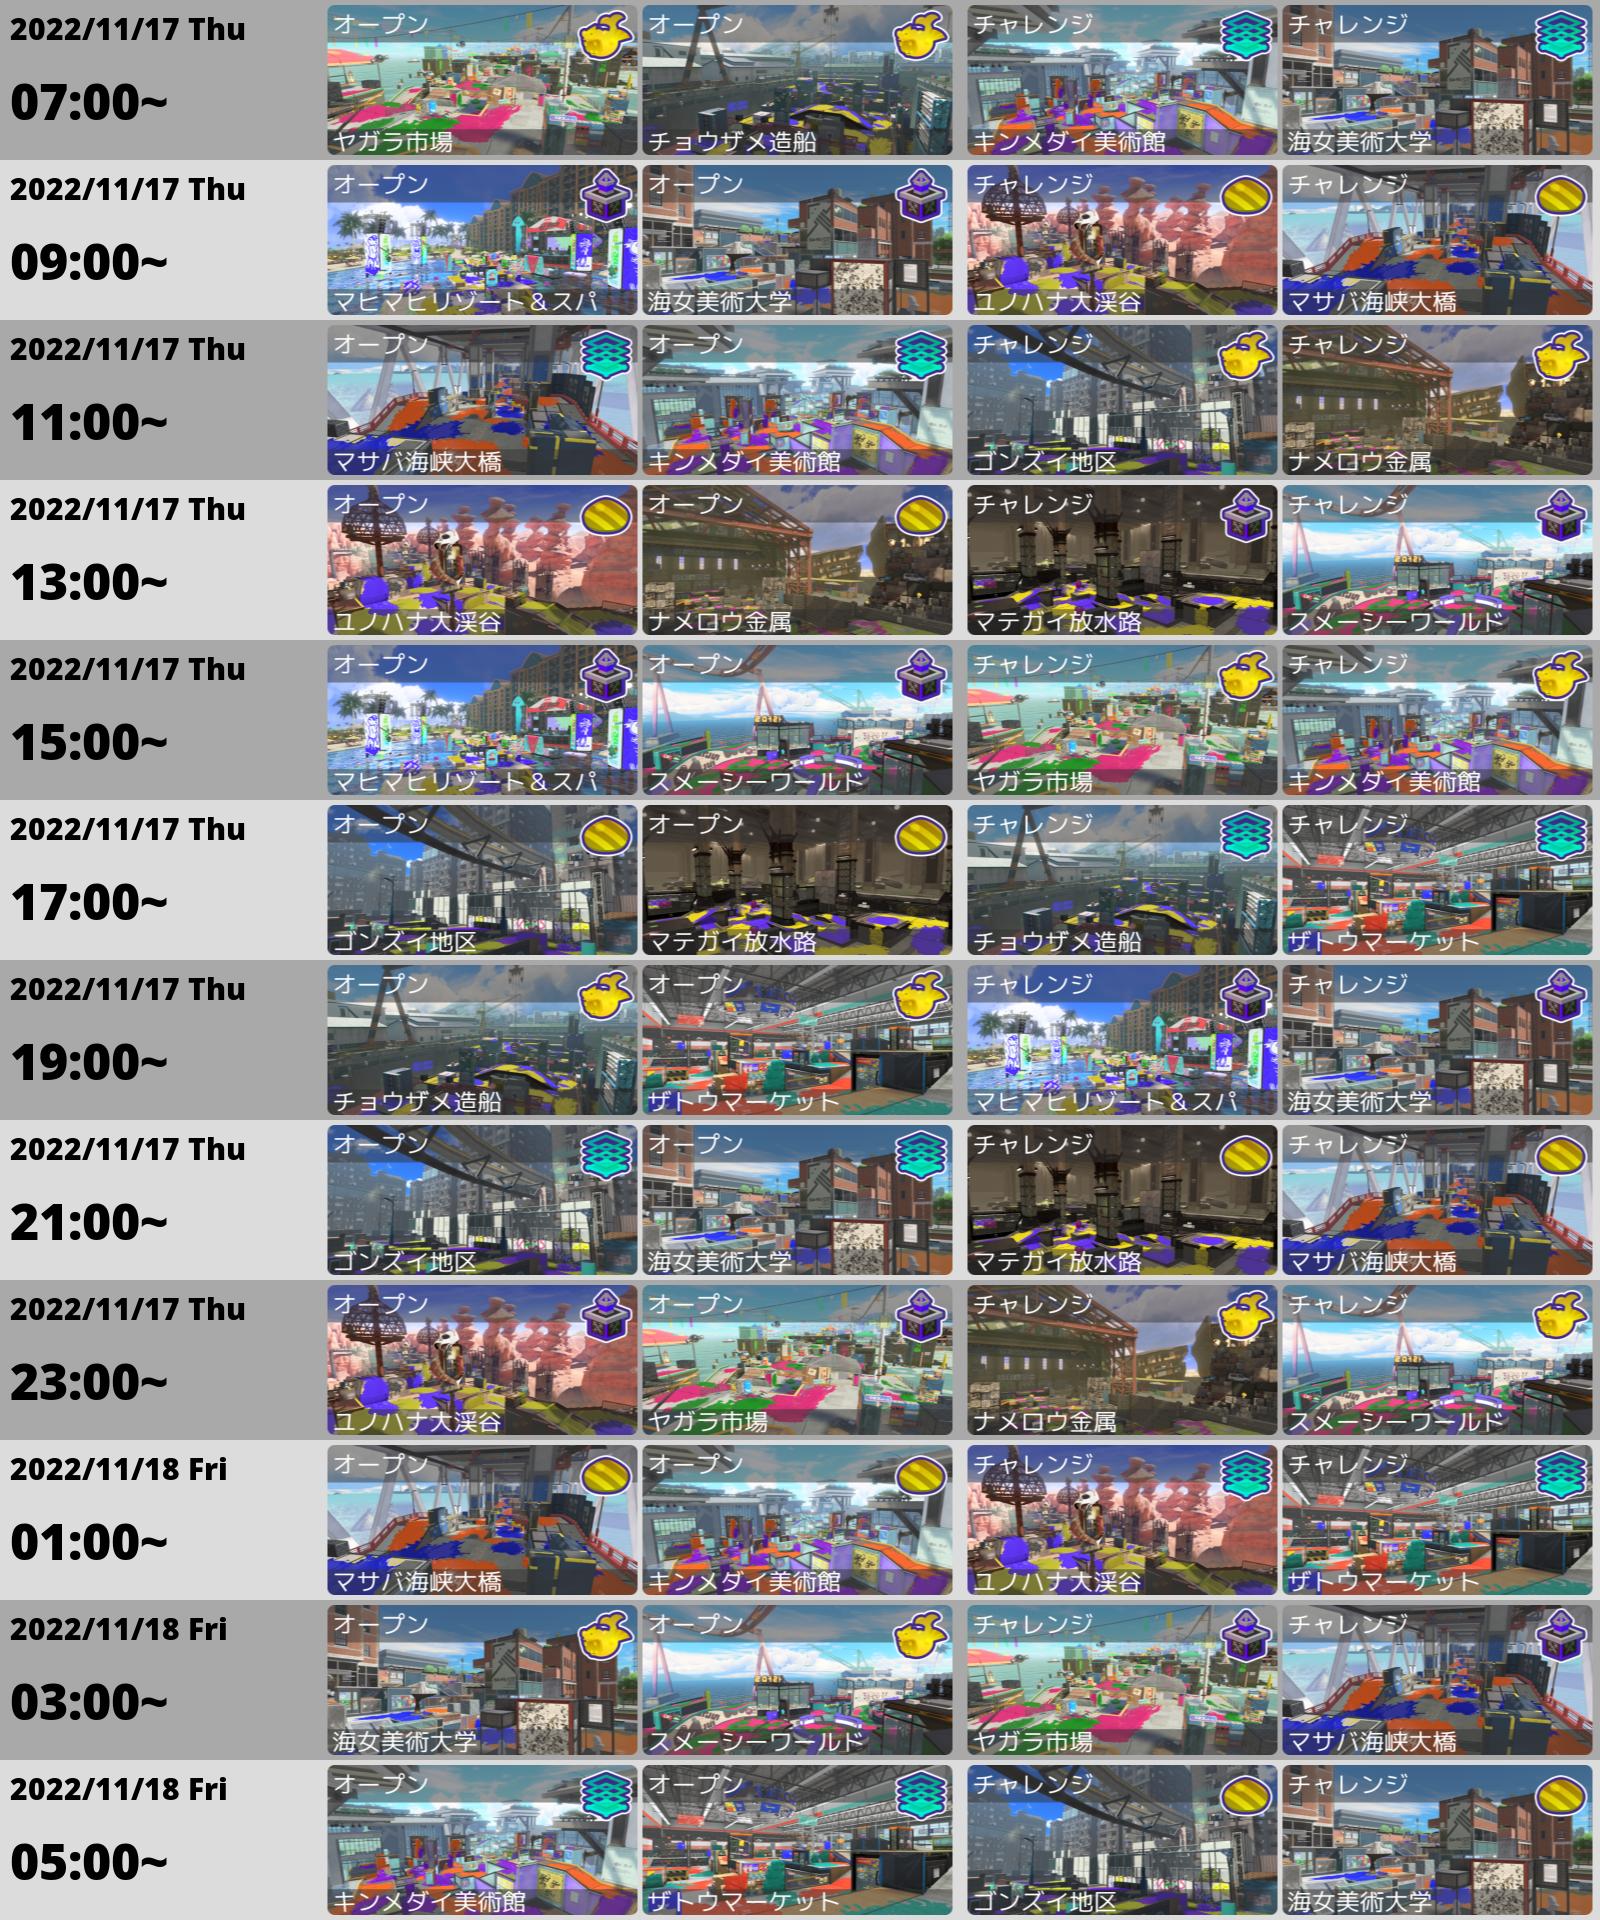 2022/11/17 Thu
07:00~
オープン
ヤガラ市場
オープン
チョウザメ造船
チャレンジ
キンメダイ美術館
チャレンジ
海女美術大学
2022/11/17 Thu
09:00~
オープン
マヒマヒリゾート＆スパ
オープン
海女美術大学
チャレンジ
ユノハナ大渓谷
チャレンジ
マサバ海峡大橋
2022/11/17 Thu
11:00~
オープン
マサバ海峡大橋
オープン
キンメダイ美術館
チャレンジ
ゴンズイ地区
チャレンジ
ナメロウ金属
2022/11/17 Thu
13:00~
オープン
ユノハナ大渓谷
オープン
ナメロウ金属
チャレンジ
マテガイ放水路
チャレンジ
スメーシーワールド
2022/11/17 Thu
15:00~
オープン
マヒマヒリゾート＆スパ
オープン
スメーシーワールド
チャレンジ
ヤガラ市場
チャレンジ
キンメダイ美術館
2022/11/17 Thu
17:00~
オープン
ゴンズイ地区
オープン
マテガイ放水路
チャレンジ
チョウザメ造船
チャレンジ
ザトウマーケット
2022/11/17 Thu
19:00~
オープン
チョウザメ造船
オープン
ザトウマーケット
チャレンジ
マヒマヒリゾート＆スパ
チャレンジ
海女美術大学
2022/11/17 Thu
21:00~
オープン
ゴンズイ地区
オープン
海女美術大学
チャレンジ
マテガイ放水路
チャレンジ
マサバ海峡大橋
2022/11/17 Thu
23:00~
オープン
ユノハナ大渓谷
オープン
ヤガラ市場
チャレンジ
ナメロウ金属
チャレンジ
スメーシーワールド
2022/11/18 Fri
01:00~
オープン
マサバ海峡大橋
オープン
キンメダイ美術館
チャレンジ
ユノハナ大渓谷
チャレンジ
ザトウマーケット
2022/11/18 Fri
03:00~
オープン
海女美術大学
オープン
スメーシーワールド
チャレンジ
ヤガラ市場
チャレンジ
マサバ海峡大橋
2022/11/18 Fri
05:00~
オープン
キンメダイ美術館
オープン
ザトウマーケット
チャレンジ
ゴンズイ地区
チャレンジ
海女美術大学